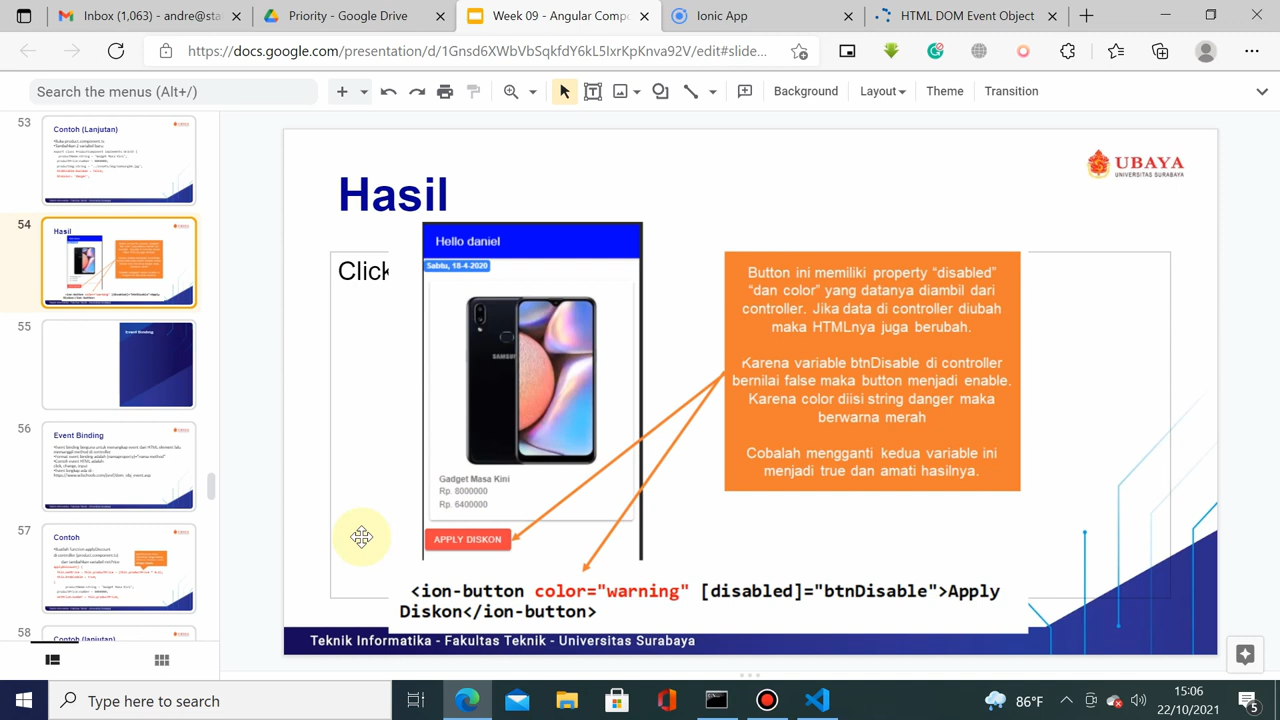 Inbox (1,063) - andre@sta
Google Drive
Week 09 - Angular Comp
Ionic App
HTML DOM Event Object
https://docs.google.com/presentation/d/1Gnsd6XWbVbSqkfdY6kL5IxrKpKnva92V/edit#slide...
Search the menus (Alt+/)
Background
Layout
Theme
Transition
53
Contoh (Lanjutan)
54
Hasil
55
Event Binding
56
Event Binding
57
Contoh
58
Contoh (lanjutan)
UBAYA
UNIVERSITAS SURABAYA
Hasil
Click
Hello daniel
Sabtu, 18-4-2020
SAMSUNG
Gadget Masa Kini
Rp. 8000000
Rp. 6400000
APPLY DISKON
Button ini memiliki property “disabled”
“dan color” yang datanya diambil dari
controller. Jika data di controller diubah
maka HTMLnya juga berubah.
Karena variable btnDisable di controller
bernilai false maka button menjadi enable.
Karena color diisi string danger maka
berwarna merah
Cobalah mengganti kedua variable ini
menjadi true dan amati hasilnya.
<ion-button color="warning" [disabled]="btnDisable">Apply
Diskon</ion-button>
Teknik Informatika - Fakultas Teknik - Universitas Surabaya
Type here to search
86°F
15:06
22/10/2021
5